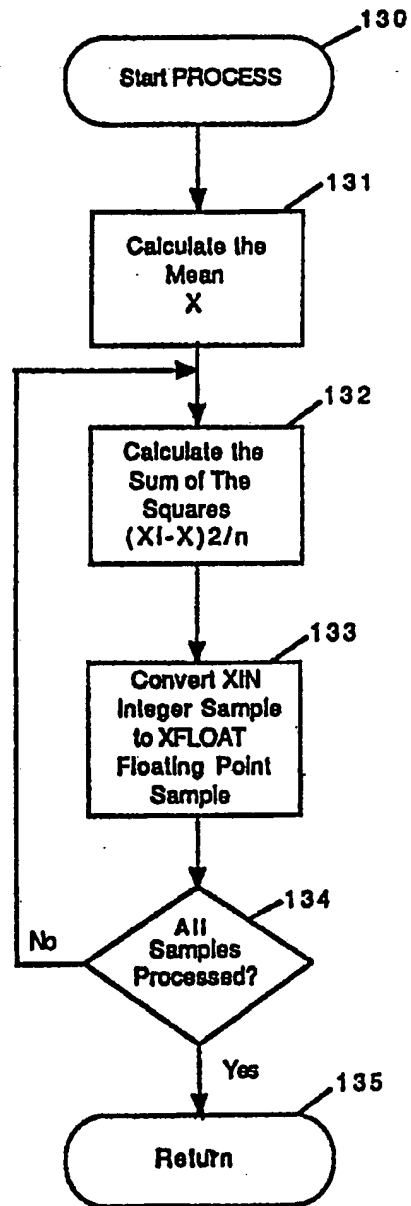 130
Start PROCESS
131
Calculate the
Mean
X
132
Calculate the
Sum of The
Squares
(Xi-X)2/n
133
Convert XIN
Integer Sample
to XFLOAT
Floating Point
Sample
134
All
Samples
Processed?
No
Yes
135
Return